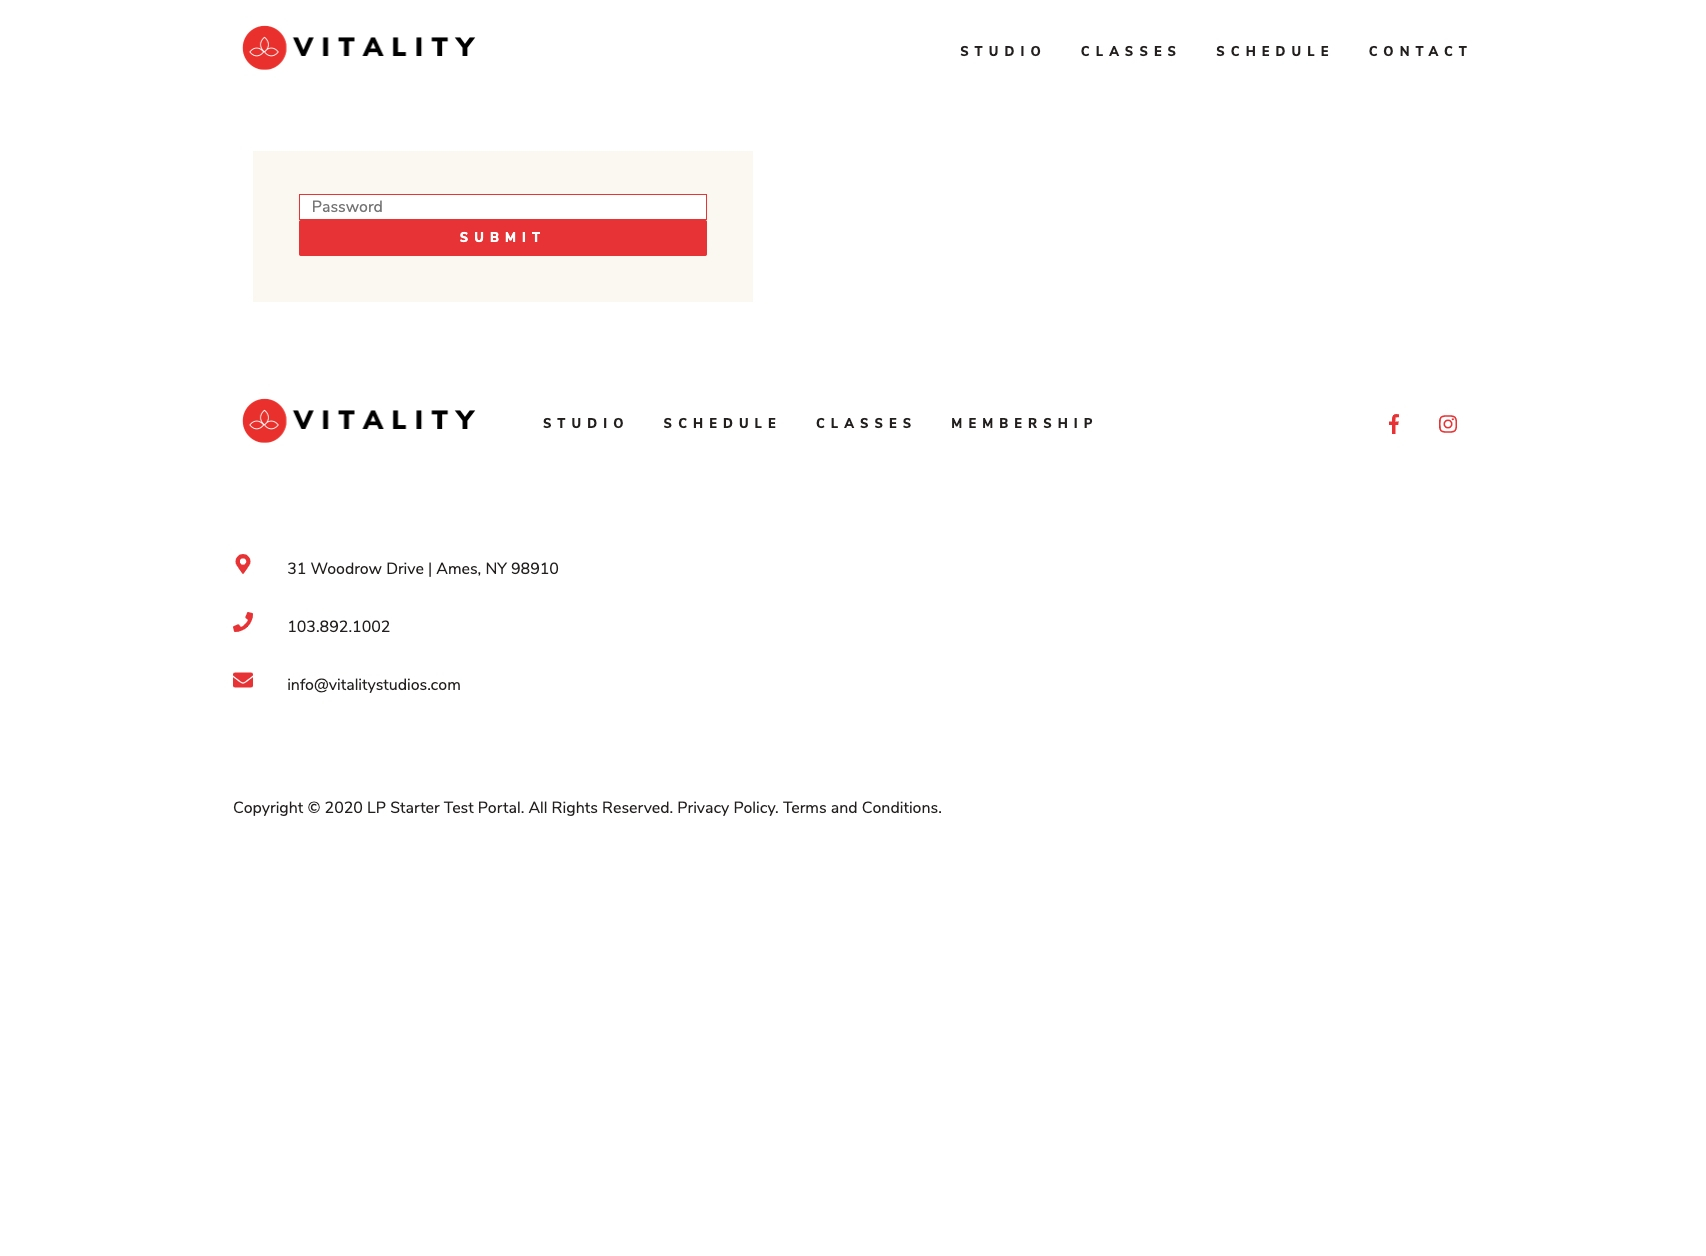 VITALITY
STUDIO CLASSES SCHEDULE CONTACT
Password
SUBMIT
VITALITY
STUDIO SCHEDULE CLASSES MEMBERSHIP
31 Woodrow Drive | Ames, NY 98910
103.892.1002
info@vitalitystudios.com
Copyright © 2020 LP Starter Test Portal. All Rights Reserved. Privacy Policy. Terms and Conditions.